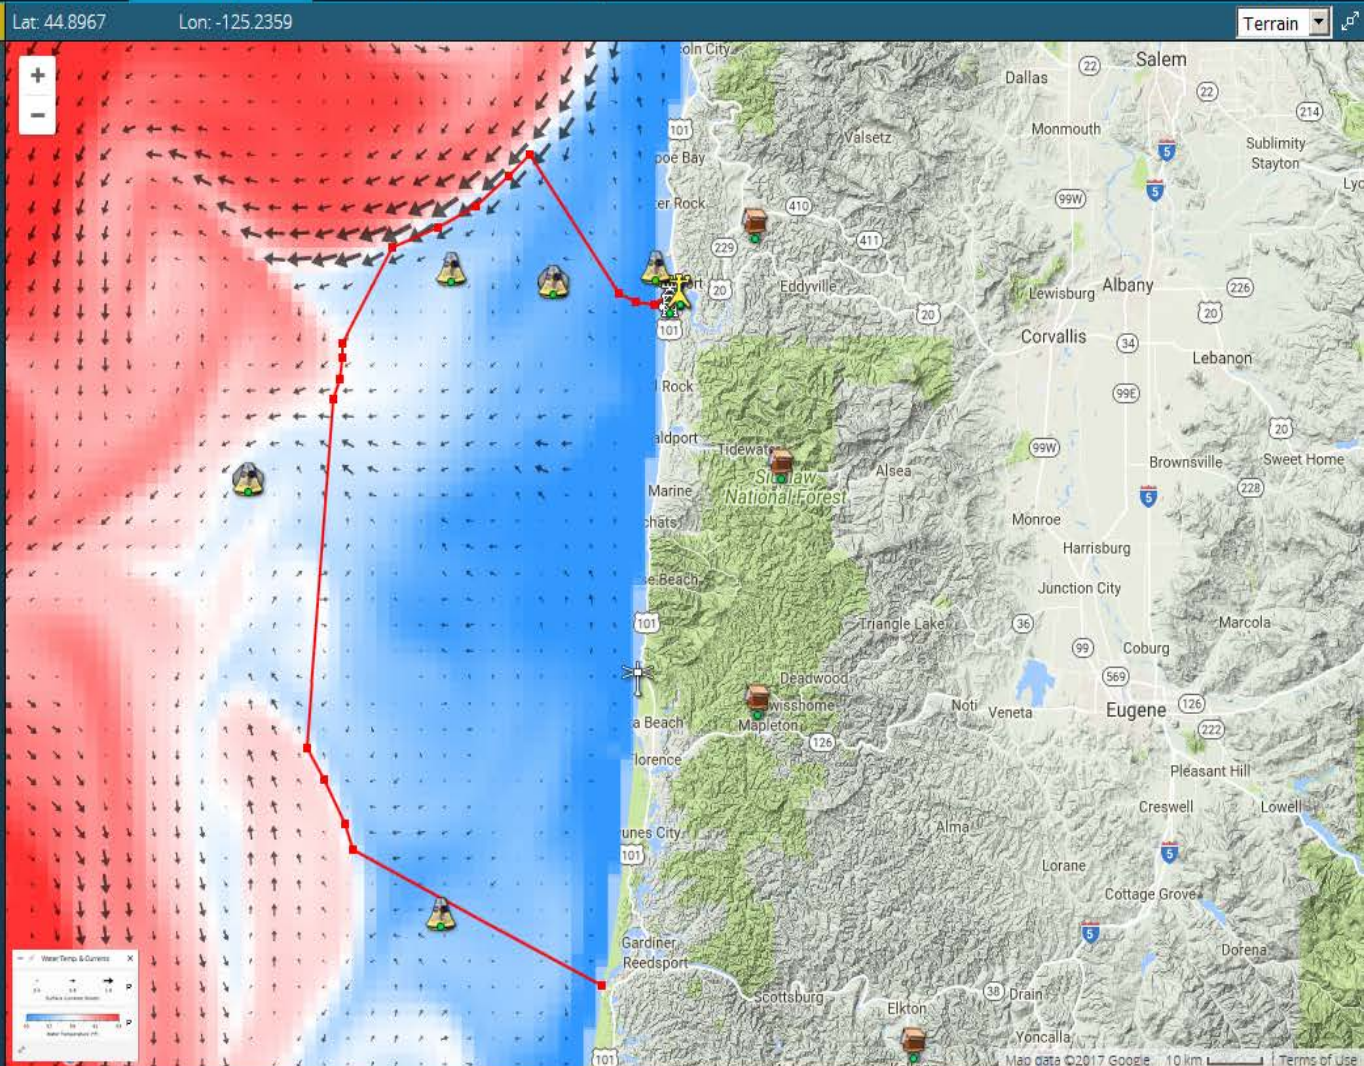 Lat: 44.8967
Lon: -125.2359
Terrain
+
−
coln City
22
Salem
Dallas
22
214
101
Monmouth
Valsetz
Sublimity
Stayton
5
poe Bay
5
Lyo
99W
ter Rock
410
411
229
20
Eddyville
Lewisburg
Albany
226
20
20
101
Corvallis
34
Lebanon
l Rock
99E
20
aldport
Tidewate
99W
Alsea
Brownsville
Sweet Home
National Forest
Marine
5
228
chats
Monroe
Harrisburg
se Beach
Junction City
101
Triangle Lake
36
Marcola
99
Coburg
569
Deadwood
wisshome
Mapleton
Noti
Veneta
Eugene
126
a Beach
126
222
lorence
Pleasant Hill
Creswell
Lowell
unes City
Alma
101
5
Lorane
Cottage Grove
5
Gardiner
Reedsport
Dorena
Water Temp. & Currents
Scottsburg
38
Drain
Elkton
Yoncalla
101
Map data ©2017 Google
10 km
Terms of Use